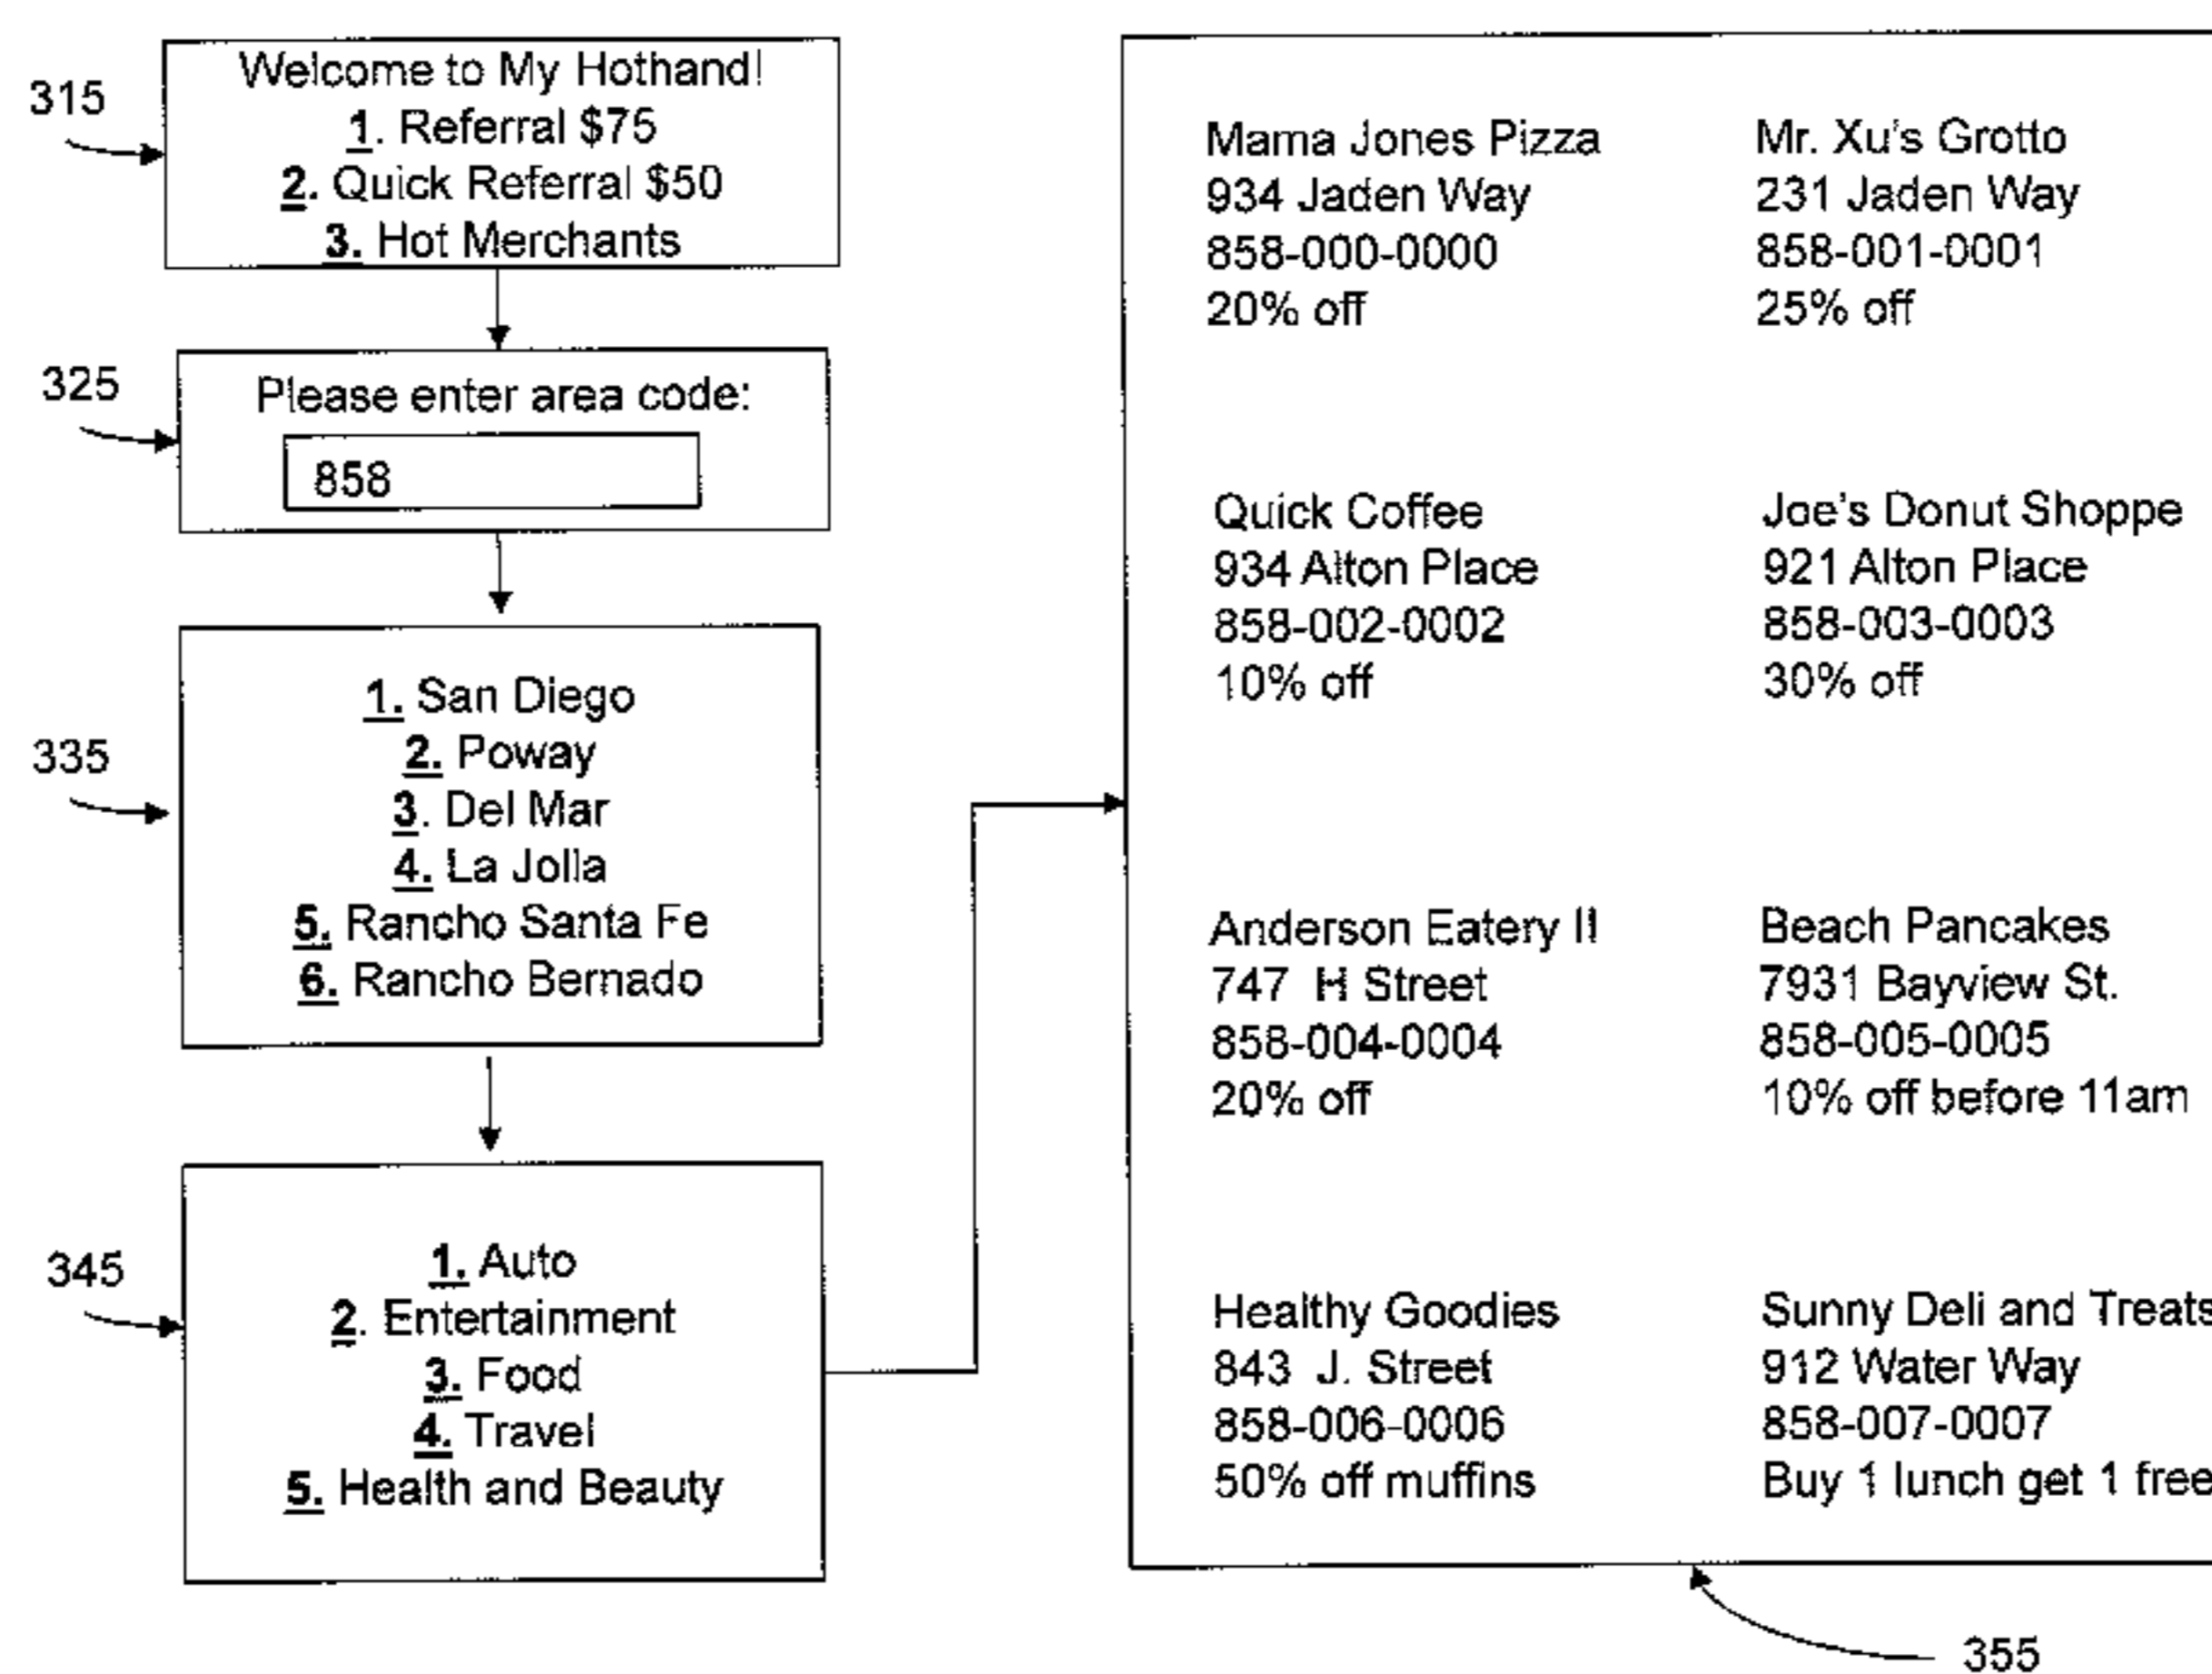 315
Welcome to My Hothand!
1. Referral $75
2. Quick Referral $50
3. Hot Merchants
325
Please enter area code:
858
335
1. San Diego
2. Poway
3. Del Mar
4. La Jolla
5. Rancho Santa Fe
6. Rancho Bernado
345
1. Auto
2. Entertainment
3. Food
4. Travel
5. Health and Beauty
Mama Jones Pizza
934 Jaden Way
858-000-0000
20% off
Mr. Xu's Grotto
231 Jaden Way
858-001-0001
25% off
Quick Coffee
934 Alton Place
858-002-0002
10% off
Joe's Donut Shoppe
921 Alton Place
858-003-0003
30% off
Anderson Eatery II
747 H Street
858-004-0004
20% off
Beach Pancakes
7931 Bayview St.
858-005-0005
10% off before 11am
Healthy Goodies
843 J. Street
858-006-0006
50% off muffins
Sunny Deli and Treats
912 Water Way
858-007-0007
Buy 1 lunch get 1 free
355